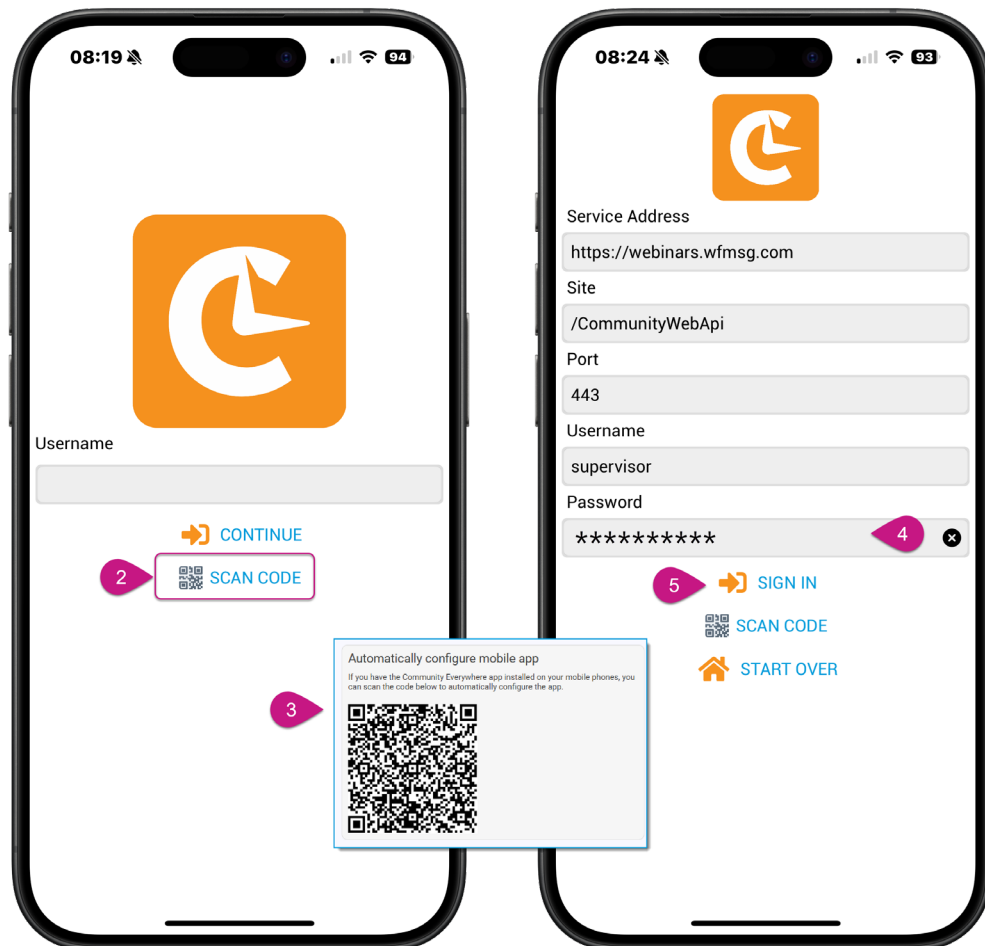 08:19
94
Username
CONTINUE
2
SCAN CODE
3
Automatically configure mobile app
If you have the Community Everywhere app installed on your mobile phones, you
can scan the code below to automatically configure the app.
08:24
93
Service Address
https://webinars.wfmsg.com
Site
/CommunityWebApi
Port
443
Username
supervisor
Password
**********
4
5
SIGN IN
SCAN CODE
START OVER